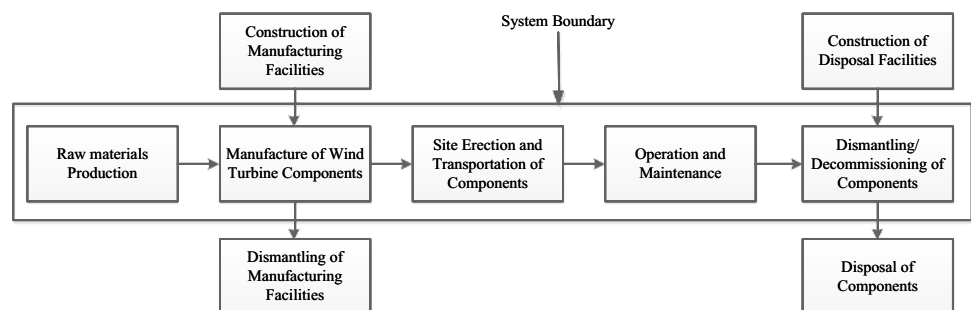 System Boundary
Construction of
Manufacturing
Facilities
Construction of
Disposal Facilities
Raw materials
Production
Manufacture of Wind
Turbine Components
Site Erection and
Transportation of
Components
Operation and
Maintenance
Dismantling/
Decommissioning of
Components
Dismantling of
Manufacturing
Facilities
Disposal of
Components